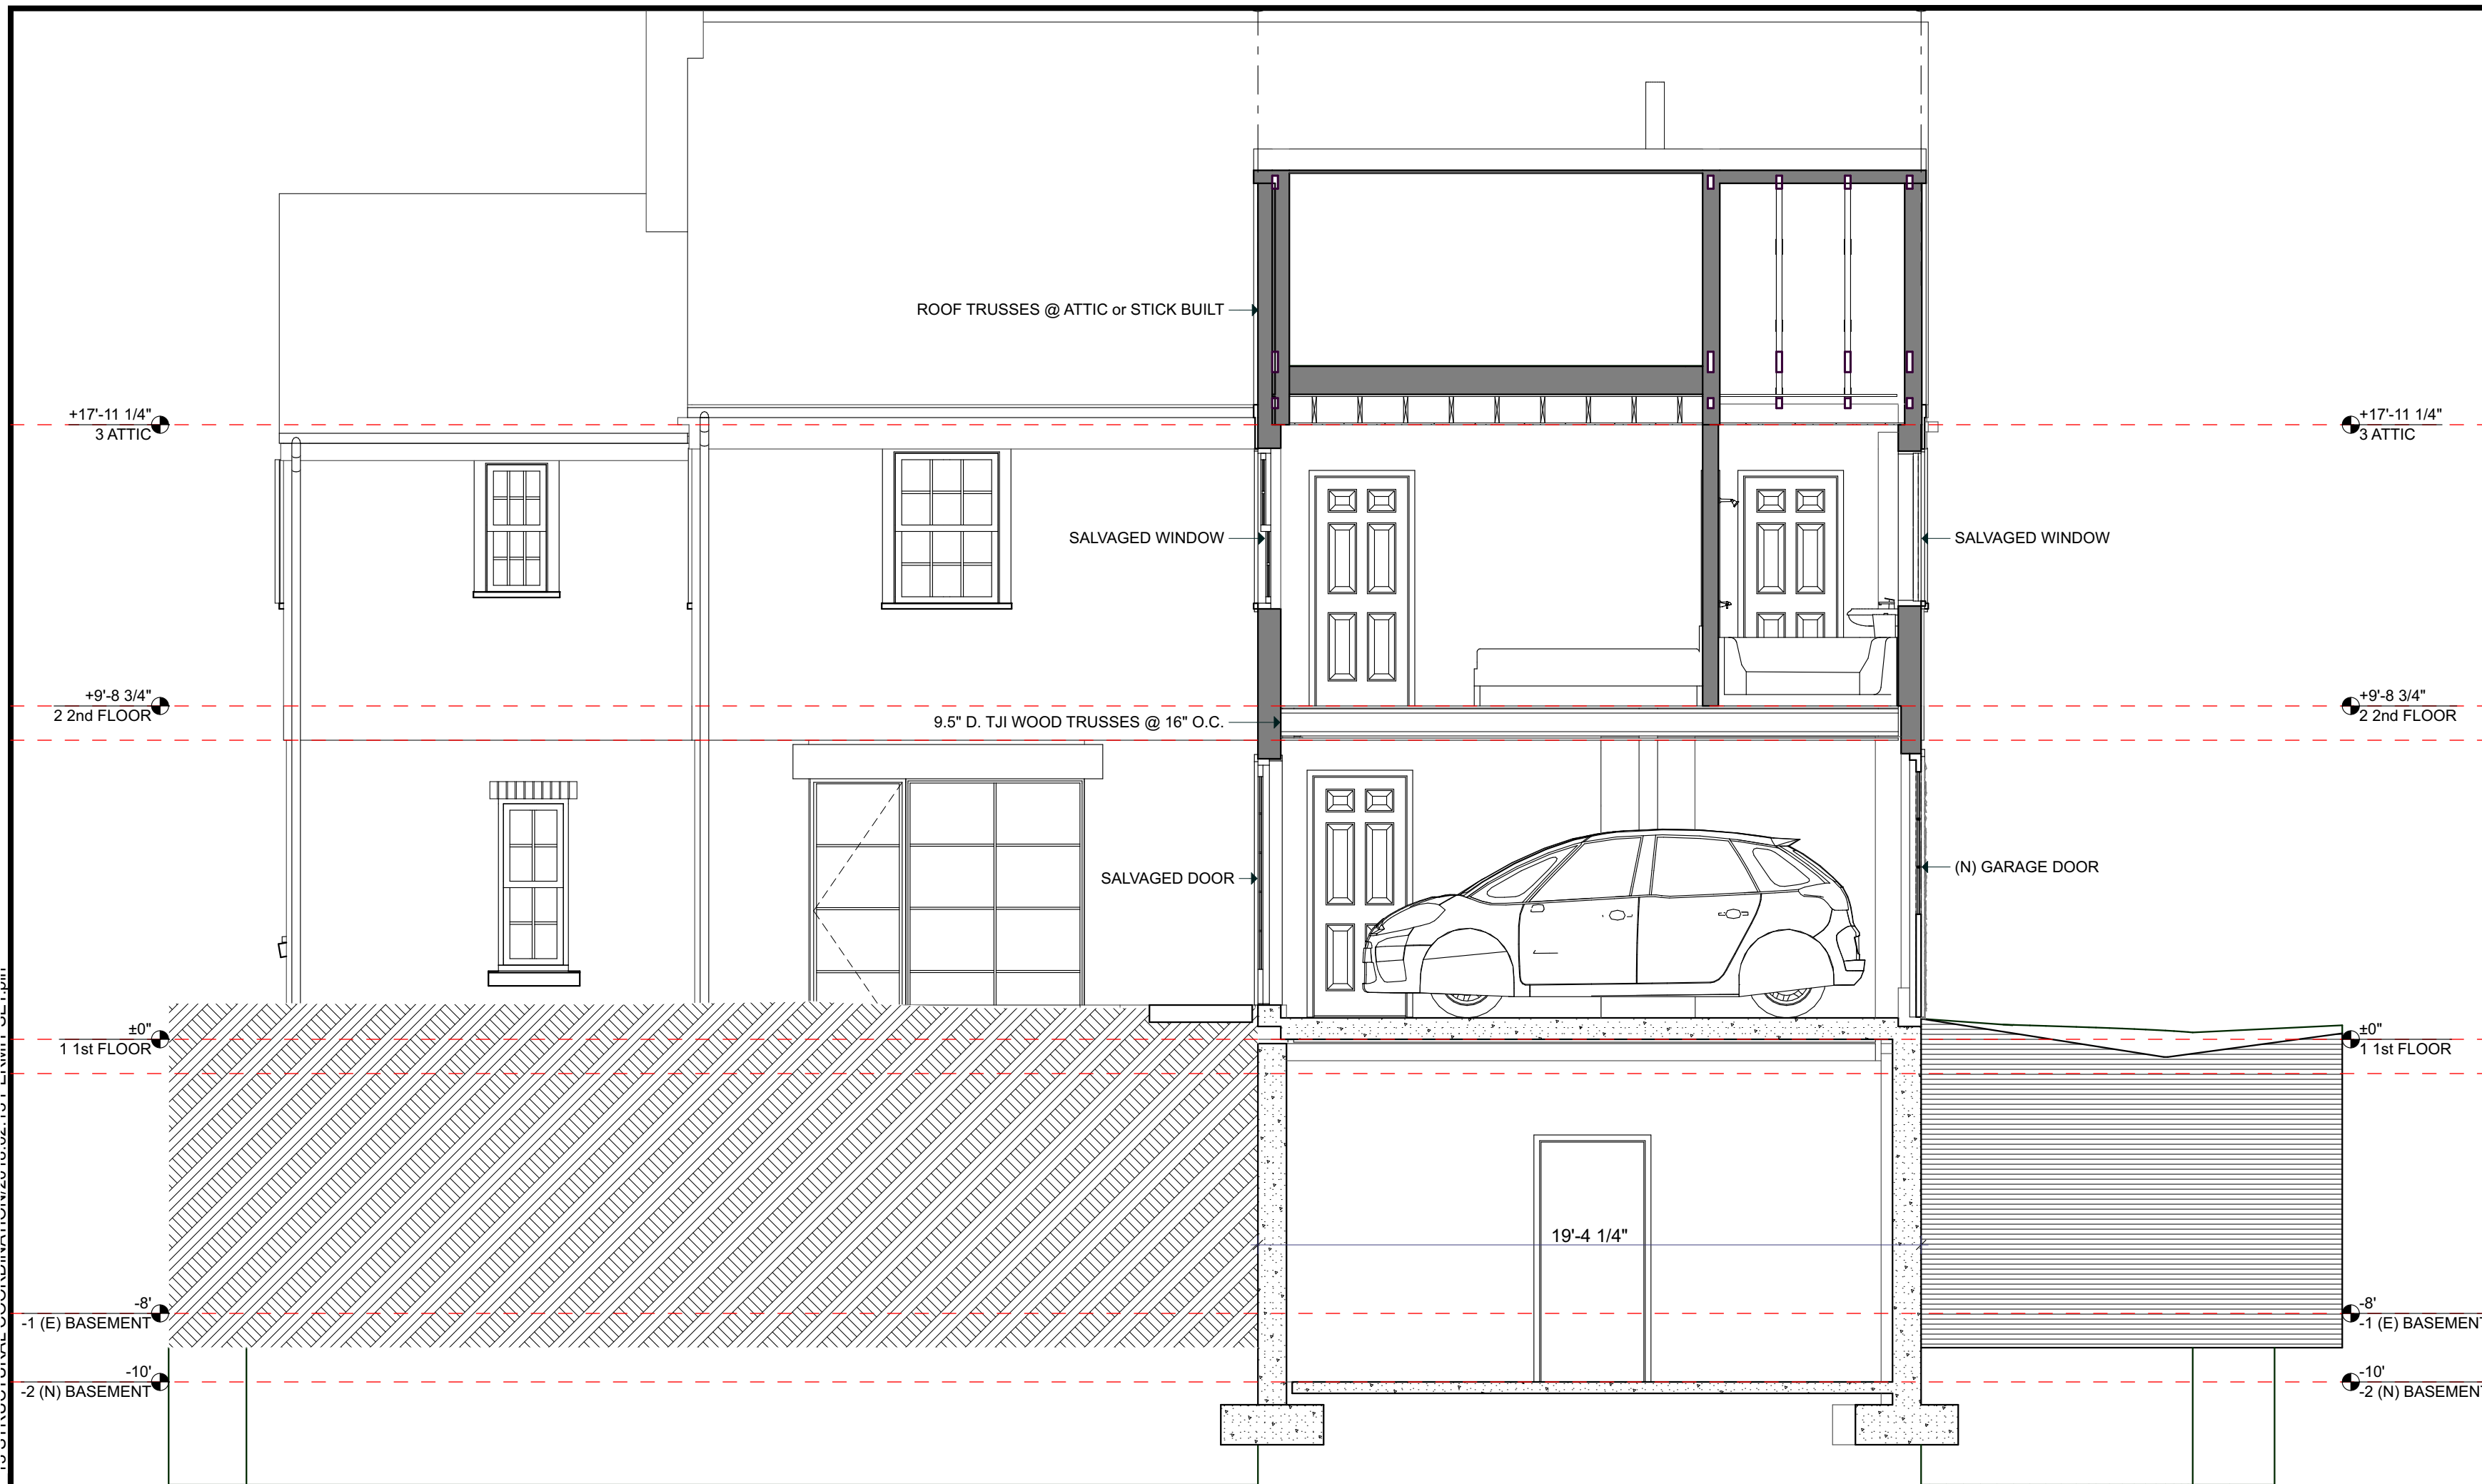 ROOF TRUSSES @ ATTIC or STICK BUILT
+17'-11 1/4"
3 ATTIC
+17'-11 1/4"
3 ATTIC
SALVAGED WINDOW
SALVAGED WINDOW
+9'-8 3/4"
2 2nd FLOOR
9.5" D. TJI WOOD TRUSSES @ 16" O.C.
+9'-8 3/4"
2 2nd FLOOR
SALVAGED DOOR
(N) GARAGE DOOR
±0"
1 1st FLOOR
±0"
1 1st FLOOR
19'-4 1/4"
-8'
-1 (E) BASEMENT
-8'
-1 (E) BASEMENT
-10'
-2 (N) BASEMENT
-10'
-2 (N) BASEMENT